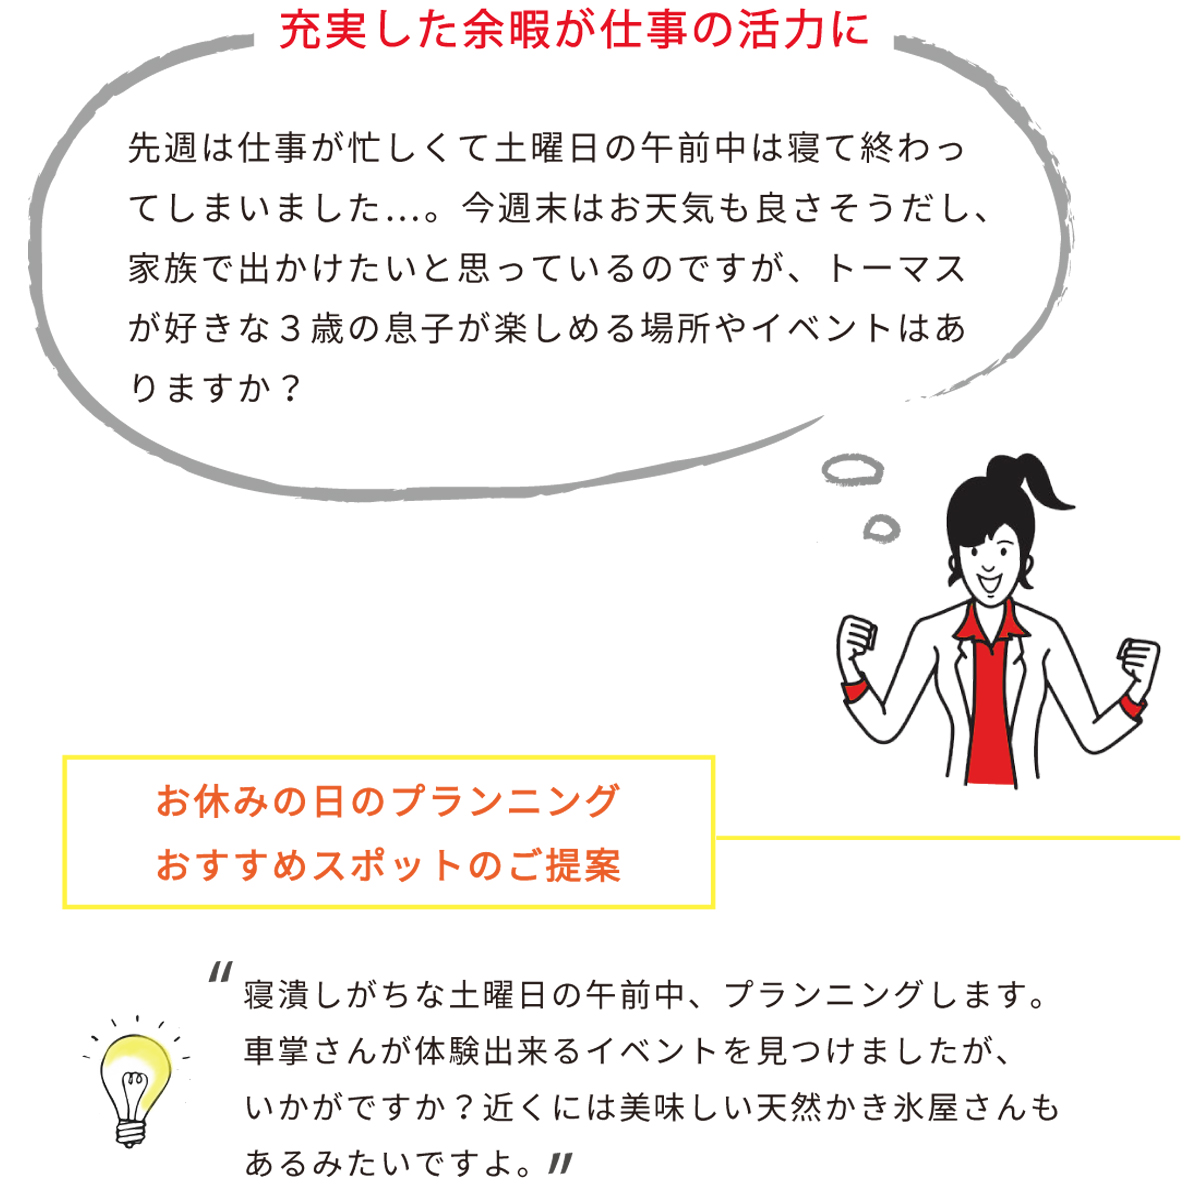 充実した余暇が仕事の活力に
先週は仕事が忙しくて土曜日の午前中は寝て終わっ
てしまいました...。今週末はお天気も良さそうだし、
家族で出かけたいと思っているのですが、トーマス
が好きな３歳の息子が楽しめる場所やイベントはあ
りますか？
お休みの日のプランニング
おすすめスポットのご提案
〝寝潰しがちな土曜日の午前中、プランニングします。
車掌さんが体験出来るイベントを見つけましたが、
いかがですか？近くには美味しい天然かき氷屋さんも
あるみたいですよ。〞